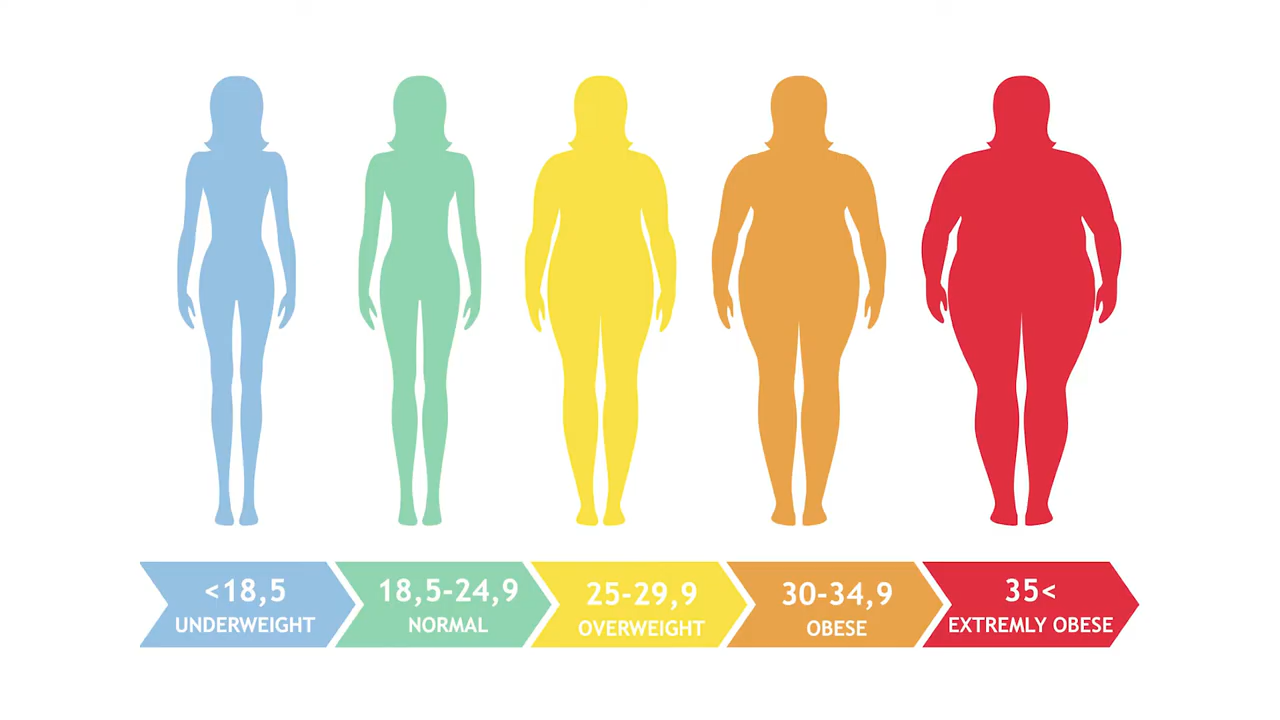 <18,5
UNDERWEIGHT
18,5-24,9
NORMAL
25-29,9
OVERWEIGHT
30-34,9
OBESE
35<
EXTREMLY OBESE